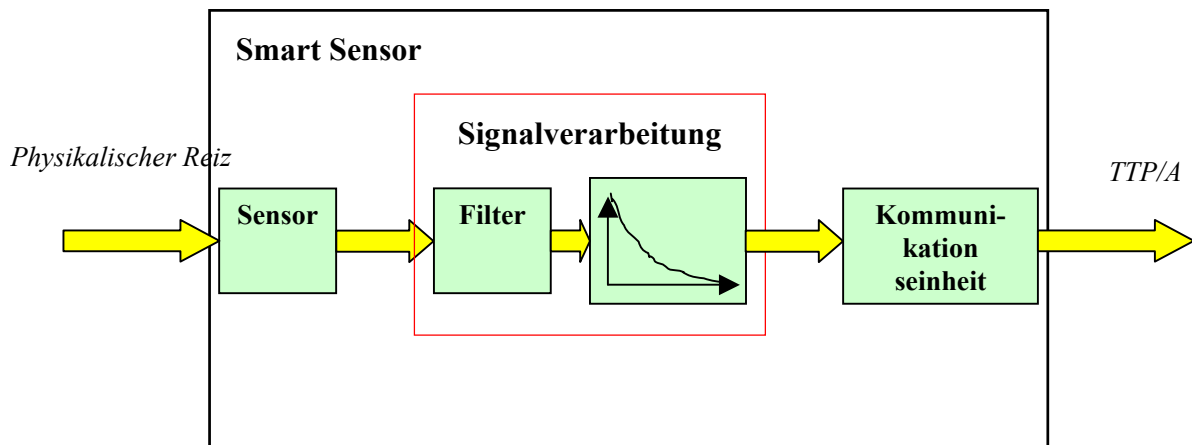 Smart Sensor
Signalverarbeitung
Physikalischer Reiz
TTP/A
Sensor
Filter
Kommuni-
kation
seinheit